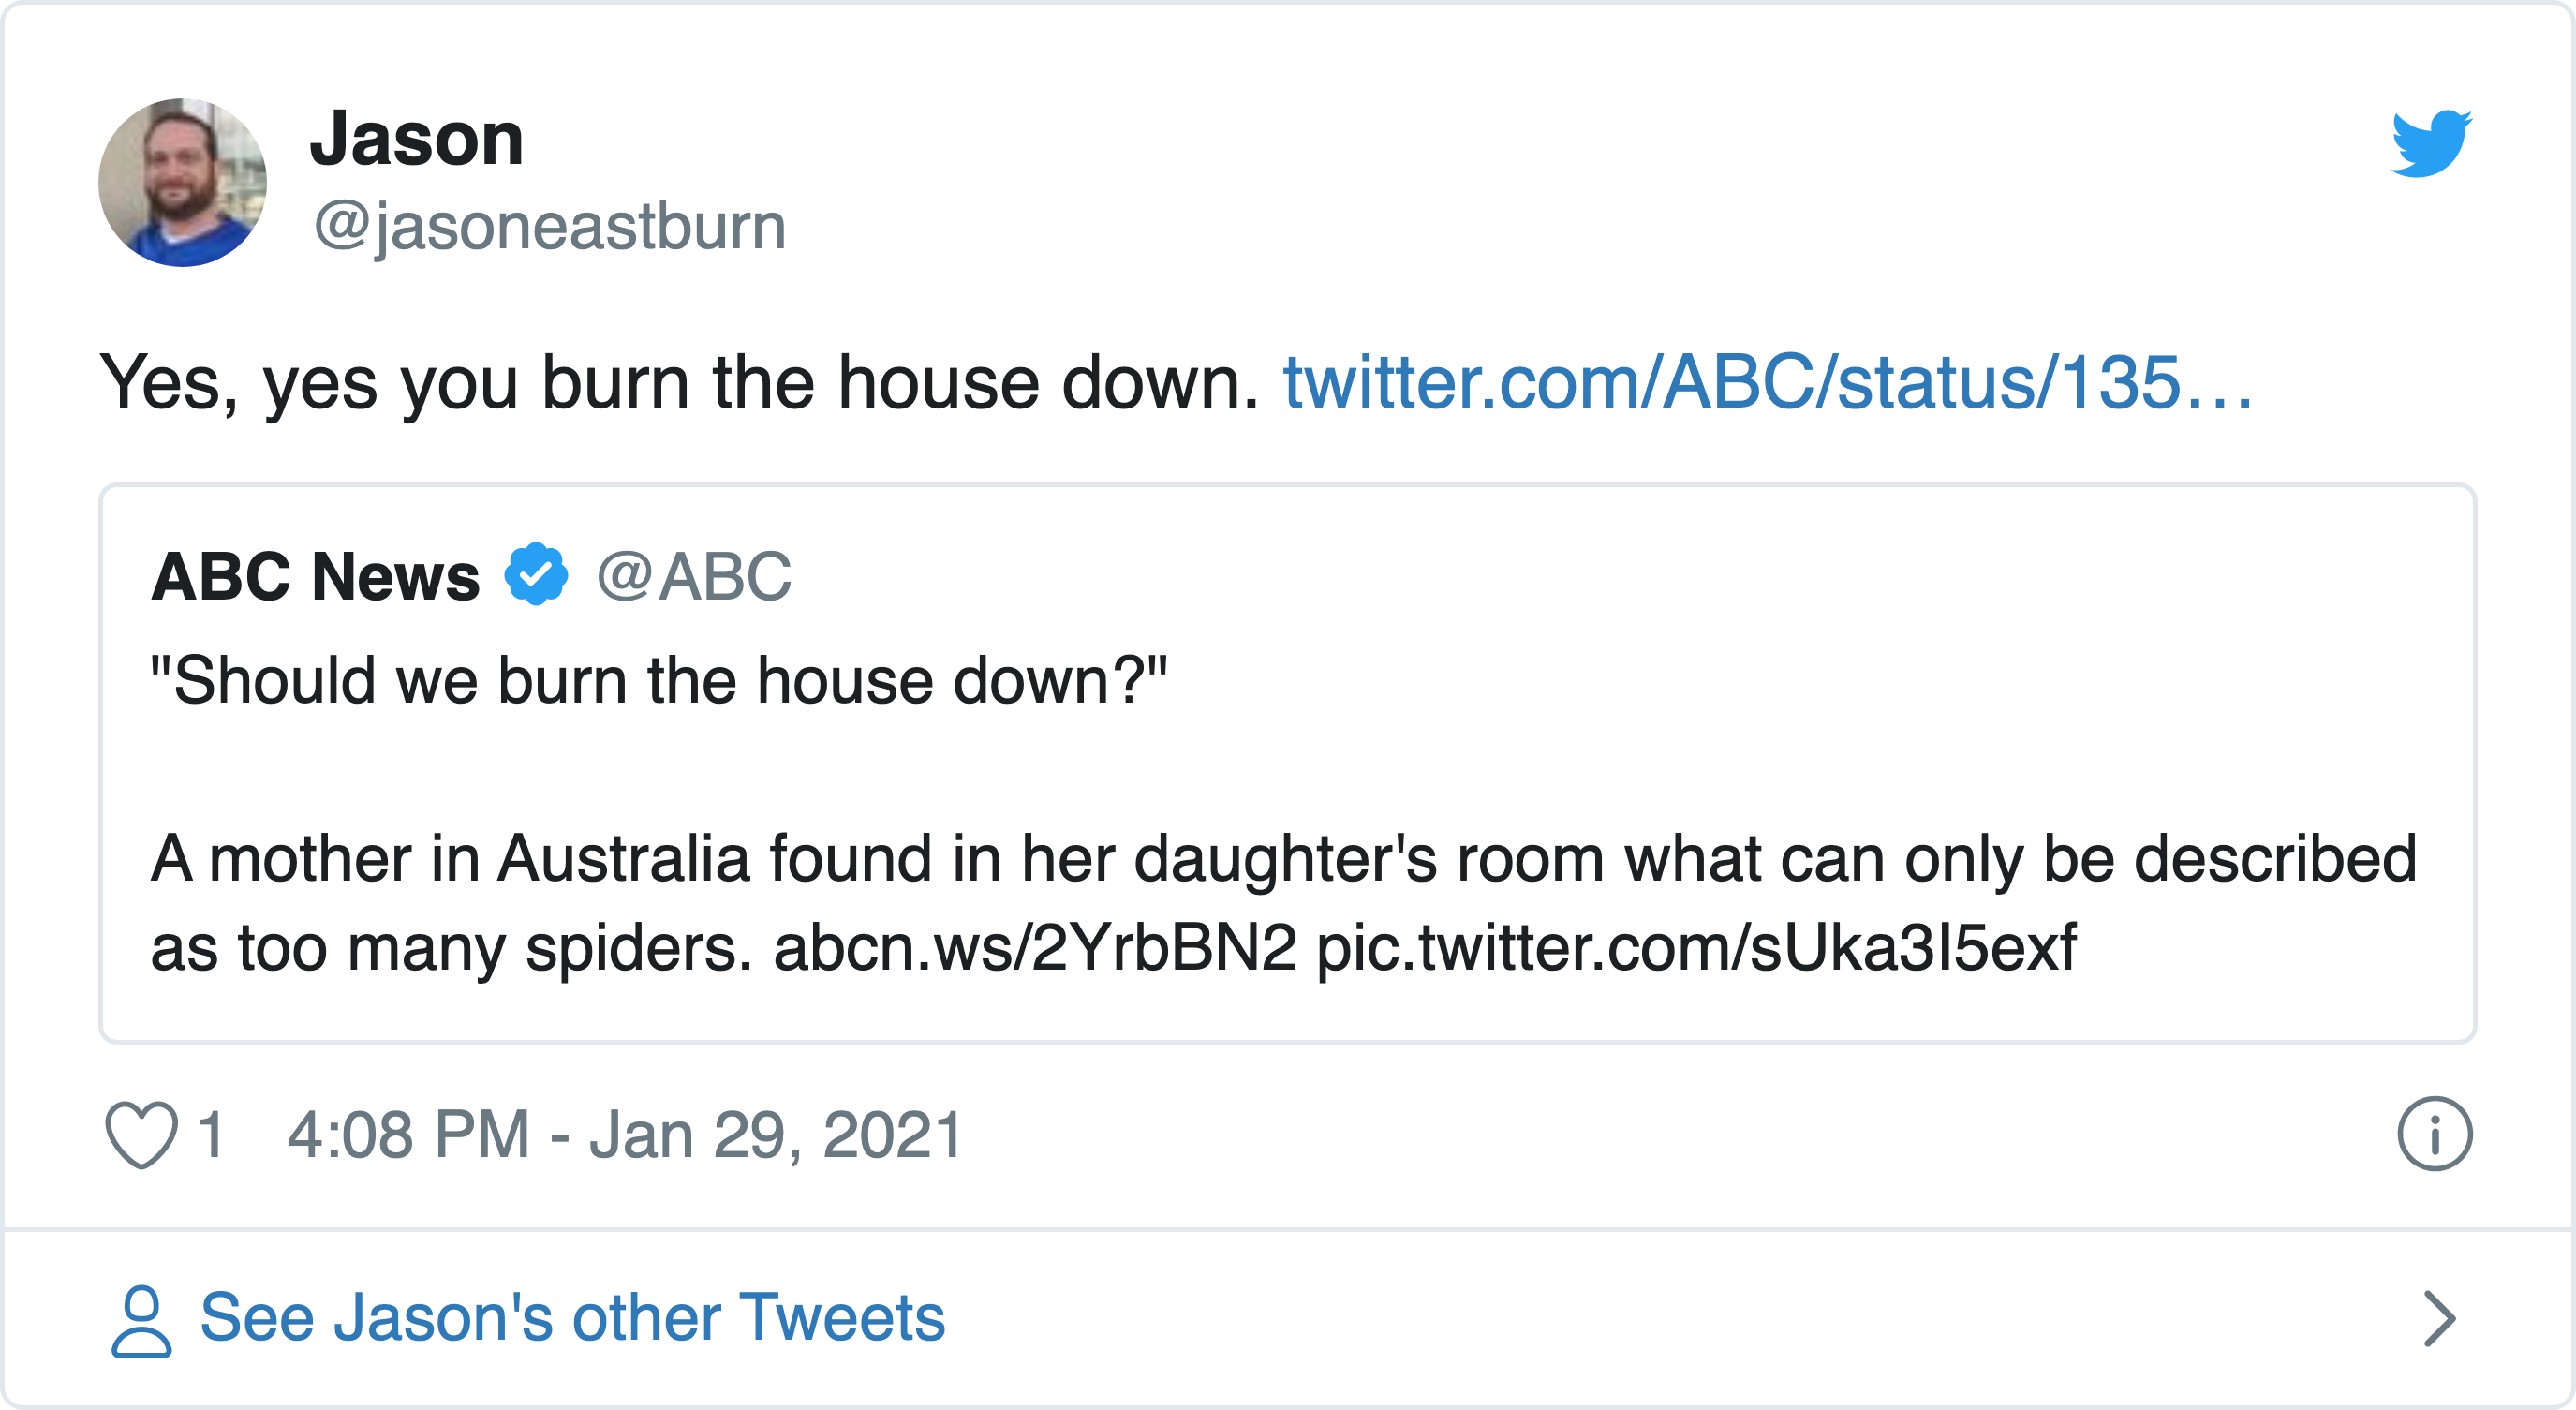 Jason
@jasoneastburn
Yes, yes you burn the house down. twitter.com/ABC/status/135…
ABC News @ABC
"Should we burn the house down?"
A mother in Australia found in her daughter's room what can only be described
as too many spiders. abcn.ws/2YrbBN2 pic.twitter.com/sUka3I5exf
1 4:08 PM - Jan 29, 2021
See Jason's other Tweets